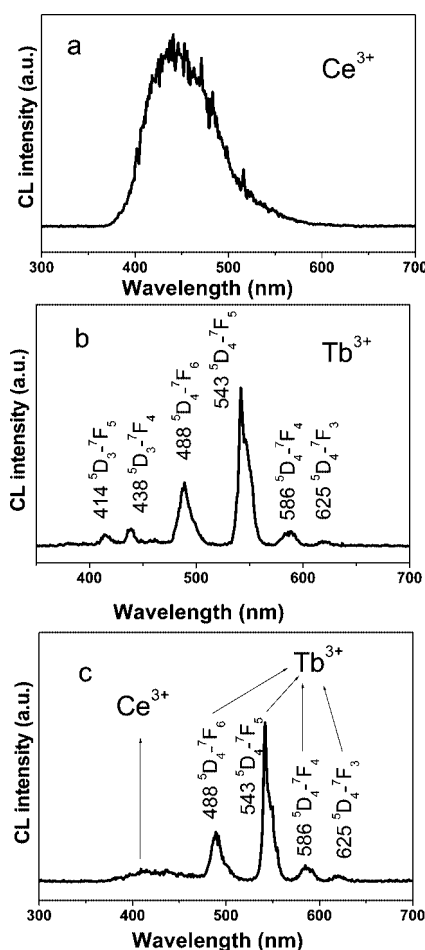 a
Ce³⁺
CL intensity (a.u.)
300 400 500 600 700
Wavelength (nm)
b
Tb³⁺
414 ⁵D₃-⁷F₅
438 ⁵D₃-⁷F₄
488 ⁵D₄-⁷F₆
543 ⁵D₄-⁷F₅
586 ⁵D₄-⁷F₄
625 ⁵D₄-⁷F₃
CL intensity (a.u.)
400 500 600 700
Wavelength (nm)
c
Tb³⁺
Ce³⁺
488 ⁵D₄-⁷F₆
543 ⁵D₄-⁷F₅
586 ⁵D₄-⁷F₄
625 ⁵D₄-⁷F₃
CL intensity (a.u.)
300 400 500 600 700
Wavelength (nm)